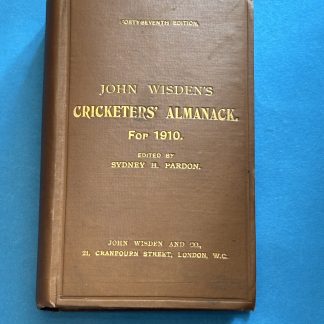 FORTY-SEVENTH EDITION.
JOHN WISDEN'S
CRICKETERS' ALMANACK.
For 1910.
EDITED BY
SYDNEY H. PARDON.
JOHN WISDEN AND CO.,
21, CRANBOURN STREET, LONDON, W.C.